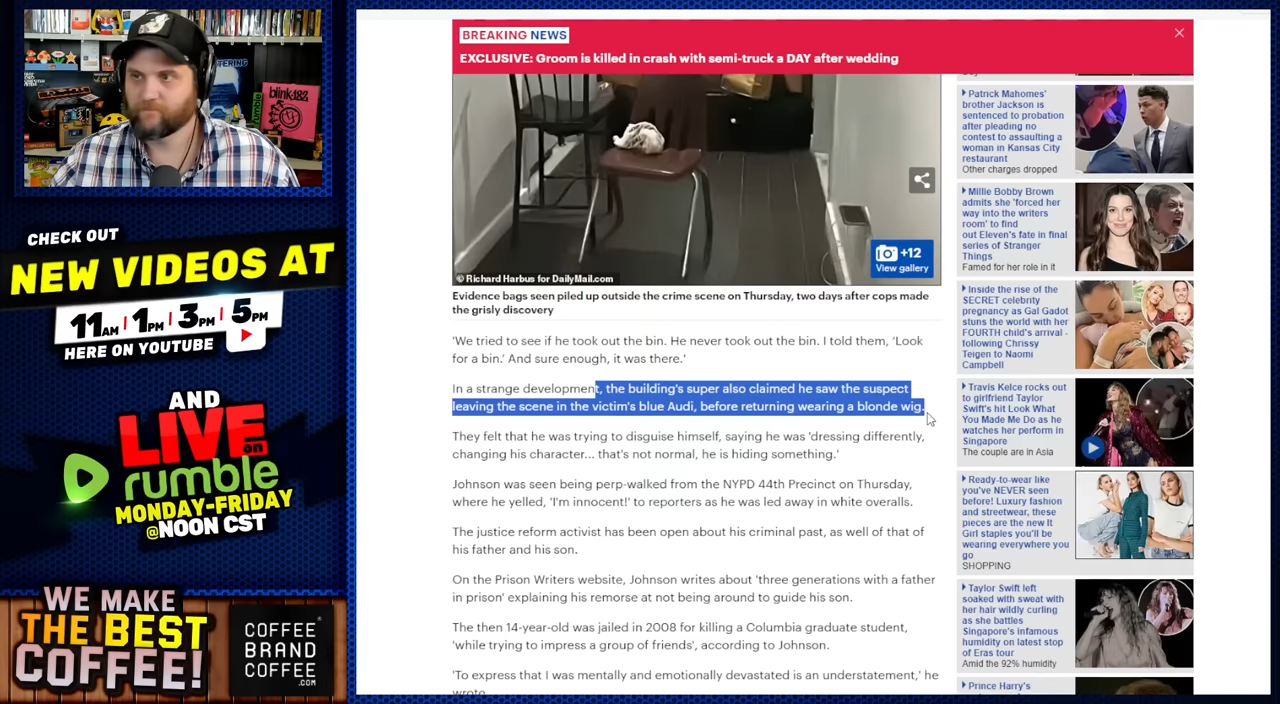 BREAKING NEWS
EXCLUSIVE: Groom is killed in crash with semi-truck a DAY after wedding
blink-182
CHECK OUT
NEW VIDEOS AT
11AM | 1PM | 3PM | 5PM
HERE ON YOUTUBE
AND
LIVE on
rumble
MONDAY-FRIDAY
@NOON CST
WE MAKE
THE BEST
COFFEE!
COFFEE
BRAND
COFFEE
.COM
+12
View gallery
© Richard Harbus for DailyMail.com
Evidence bags seen piled up outside the crime scene on Thursday, two days after cops made
the grisly discovery
'We tried to see if he took out the bin. He never took out the bin. I told them, 'Look
for a bin.' And sure enough, it was there.'
In a strange development, the building's super also claimed he saw the suspect
leaving the scene in the victim's blue Audi, before returning wearing a blonde wig.
They felt that he was trying to disguise himself, saying he was 'dressing differently,
changing his character... that's not normal, he is hiding something.'
Johnson was seen being perp-walked from the NYPD 44th Precinct on Thursday,
where he yelled, 'I'm innocent!' to reporters as he was led away in white overalls.
The justice reform activist has been open about his criminal past, as well of that of
his father and his son.
On the Prison Writers website, Johnson writes about 'three generations with a father
in prison' explaining his remorse at not being around to guide his son.
The then 14-year-old was jailed in 2008 for killing a Columbia graduate student,
'while trying to impress a group of friends', according to Johnson.
'To express that I was mentally and emotionally devastated is an understatement,' he
wrote
Patrick Mahomes'
brother Jackson is
sentenced to probation
after pleading no
contest to assaulting a
woman in Kansas City
restaurant
Other charges dropped
Millie Bobby Brown
admits she 'forced her
way into the writers
room' to find
out Eleven's fate in final
series of Stranger
Things
Famed for her role in it
Inside the rise of the
SECRET celebrity
pregnancy as Gal Gadot
stuns the world with her
FOURTH child's arrival -
following Chrissy
Teigen to Naomi
Campbell
Travis Kelce rocks out
to girlfriend Taylor
Swift's hit Look What
You Made Me Do as he
watches her perform in
Singapore
The couple are in Asia
Ready-to-wear like
you've NEVER seen
before! Luxury fashion
and streetwear, these
pieces are the new It
Girl staples you'll be
wearing everywhere you
go
SHOPPING
Taylor Swift left
soaked with sweat with
her hair wildly curling
as she battles
Singapore's infamous
humidity on latest stop
of Eras tour
Amid the 92% humidity
Prince Harry's